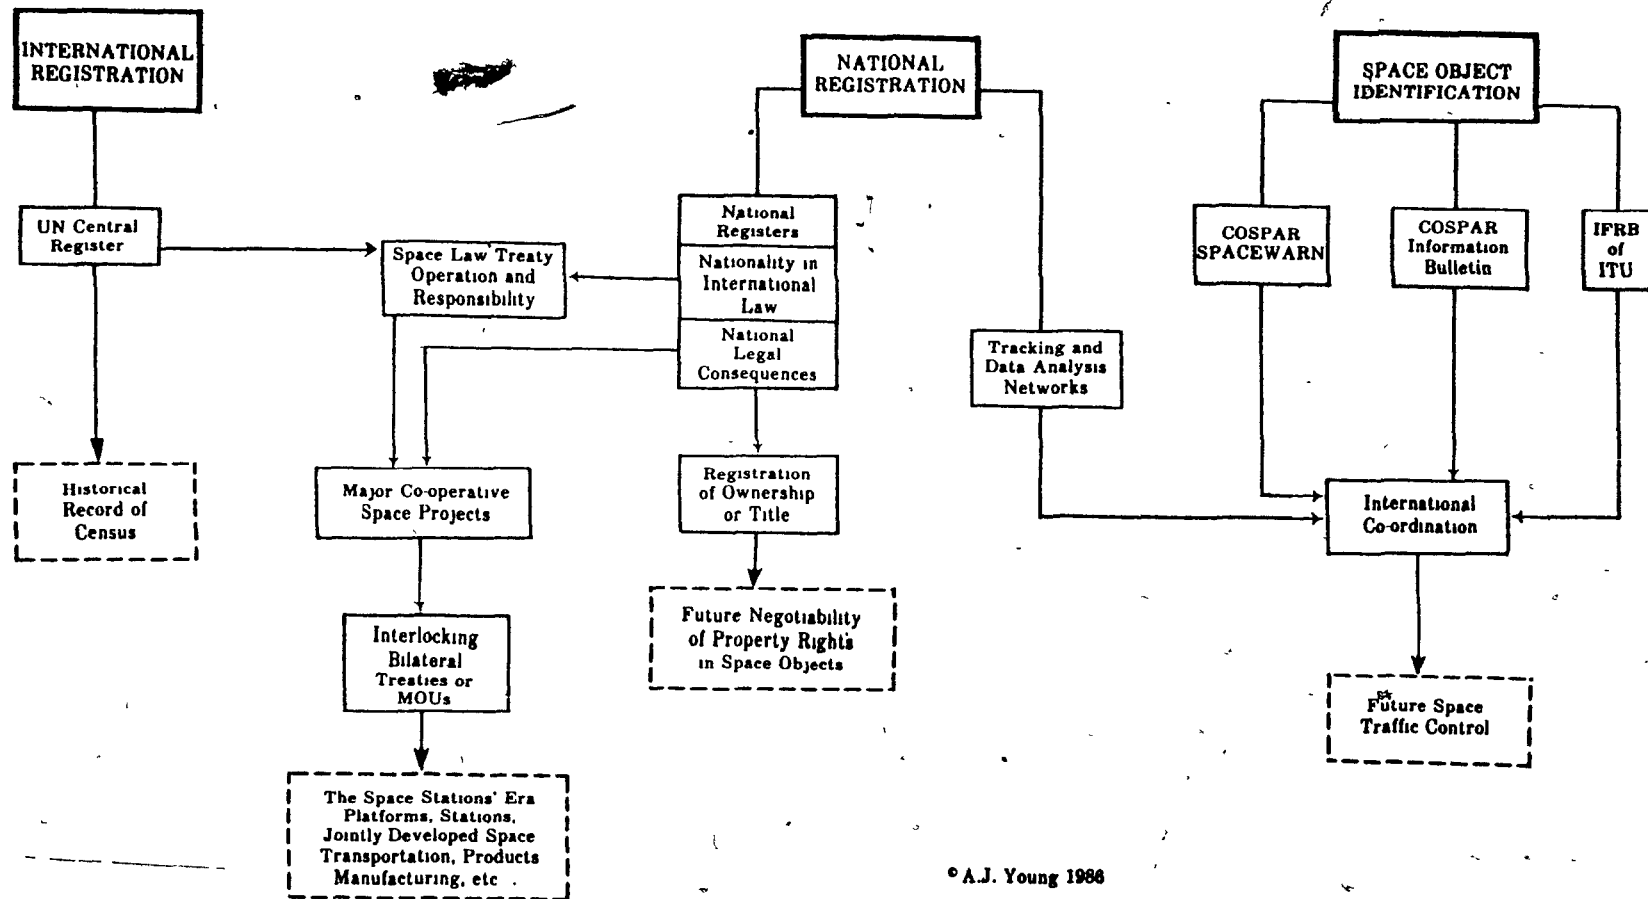 INTERNATIONAL
REGISTRATION
NATIONAL
REGISTRATION
SPACE OBJECT
IDENTIFICATION
UN Central
Register
Space Law Treaty
Operation and
Responsibility
National
Registers
Nationality in
International
Law
National
Legal
Consequences
Tracking and
Data Analysis
Networks
COSPAR
SPACEWARN
COSPAR
Information
Bulletin
IFRB
of
ITU
Historical
Record of
Census
Major Co-operative
Space Projects
Registration
of Ownership
or Title
International
Co-ordination
Interlocking
Bilateral
Treaties or
MOUs
Future Negotiability
of Property Rights
in Space Objects
Future Space
Traffic Control
The Space Stations' Era
Platforms, Stations,
Jointly Developed Space
Transportation, Products
Manufacturing, etc .
© A.J. Young 1986